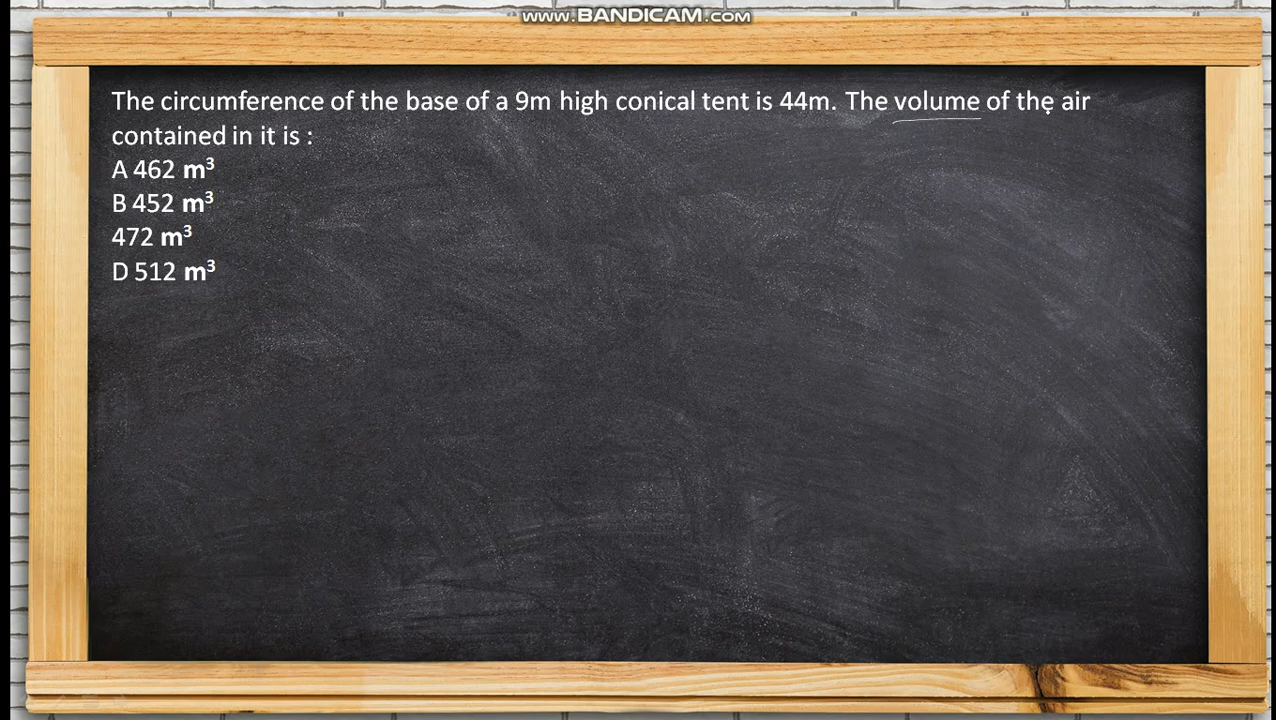 www.BANDICAM.com
The circumference of the base of a 9m high conical tent is 44m. The volume of the air
contained in it is :
A 462 m³
B 452 m³
472 m³
D 512 m³